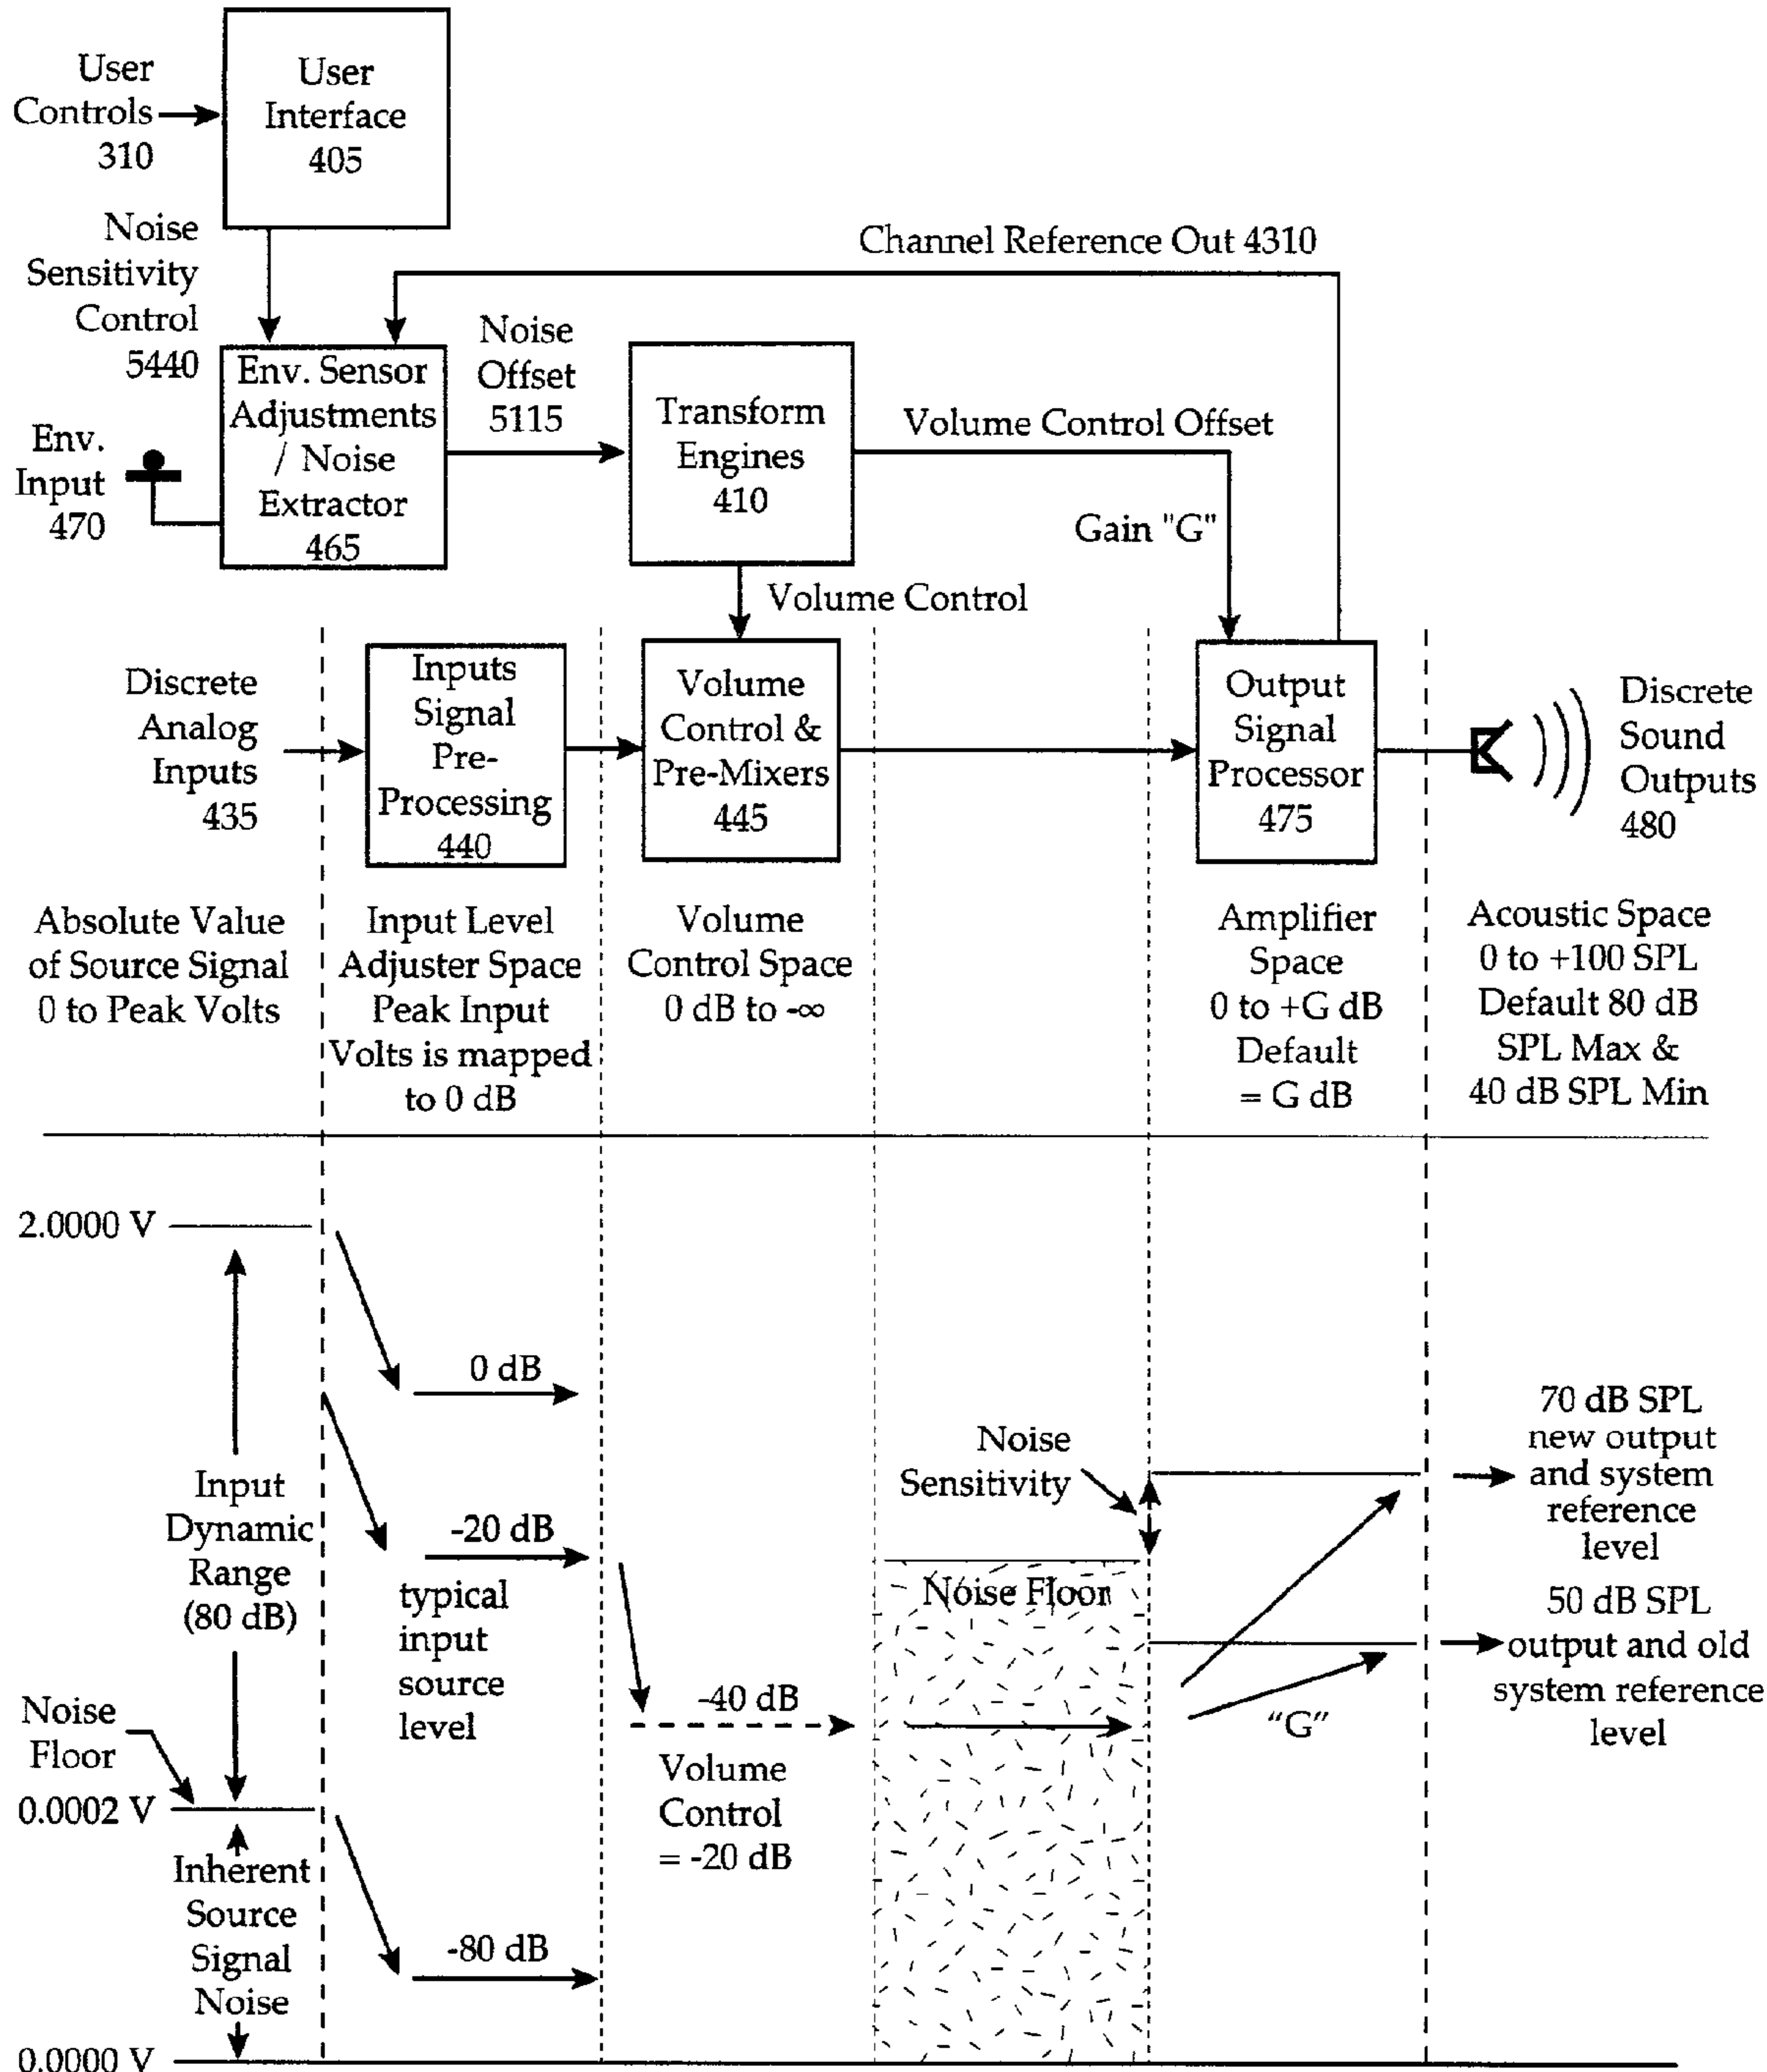 User
Controls
310
User
Interface
405
Noise
Sensitivity
Control
5440
Channel Reference Out 4310
Env.
Input
470
Env. Sensor
Adjustments
/ Noise
Extractor
465
Noise
Offset
5115
Transform
Engines
410
Volume Control Offset
Gain "G"
Volume Control
Discrete
Analog
Inputs
435
Inputs
Signal
Pre-
Processing
440
Volume
Control &
Pre-Mixers
445
Output
Signal
Processor
475
Discrete
Sound
Outputs
480
Absolute Value
of Source Signal
0 to Peak Volts
Input Level
Adjuster Space
Peak Input
Volts is mapped
to 0 dB
Volume
Control Space
0 dB to -∞
Amplifier
Space
0 to +G dB
Default
= G dB
Acoustic Space
0 to +100 SPL
Default 80 dB
SPL Max &
40 dB SPL Min
2.0000 V
Input
Dynamic
Range
(80 dB)
Noise
Floor
0.0002 V
Inherent
Source
Signal
Noise
0.0000 V
0 dB
-20 dB
typical
input
source
level
-80 dB
-40 dB
Volume
Control
= -20 dB
Noise
Sensitivity
Noise Floor
"G"
70 dB SPL
new output
and system
reference
level
50 dB SPL
output and old
system reference
level